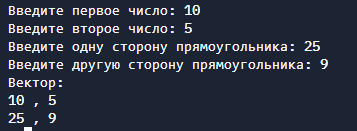 Введите первое число: 10
Введите второе число: 5
Введите одну сторону прямоугольника: 25
Введите другую сторону прямоугольника: 9
Вектор:
10 , 5
25 , 9